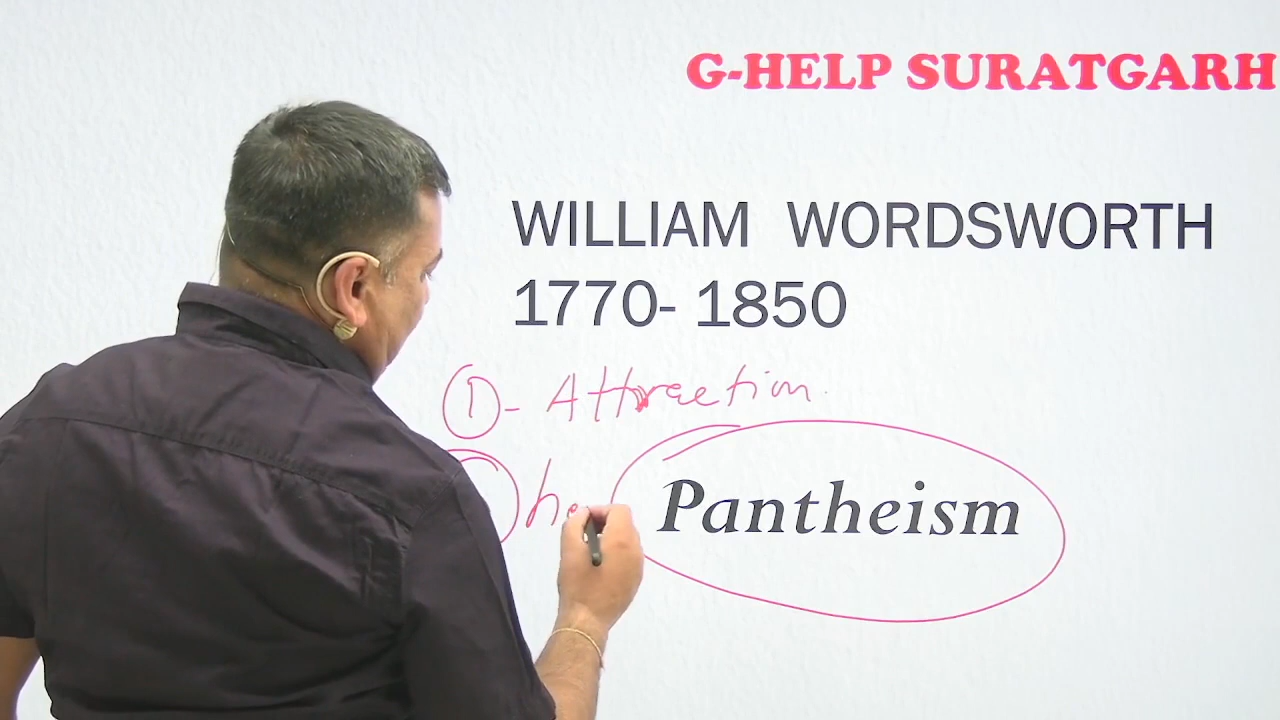 G-HELP SURATGARH
WILLIAM WORDSWORTH
1770- 1850
① - Attraction.
Pantheism